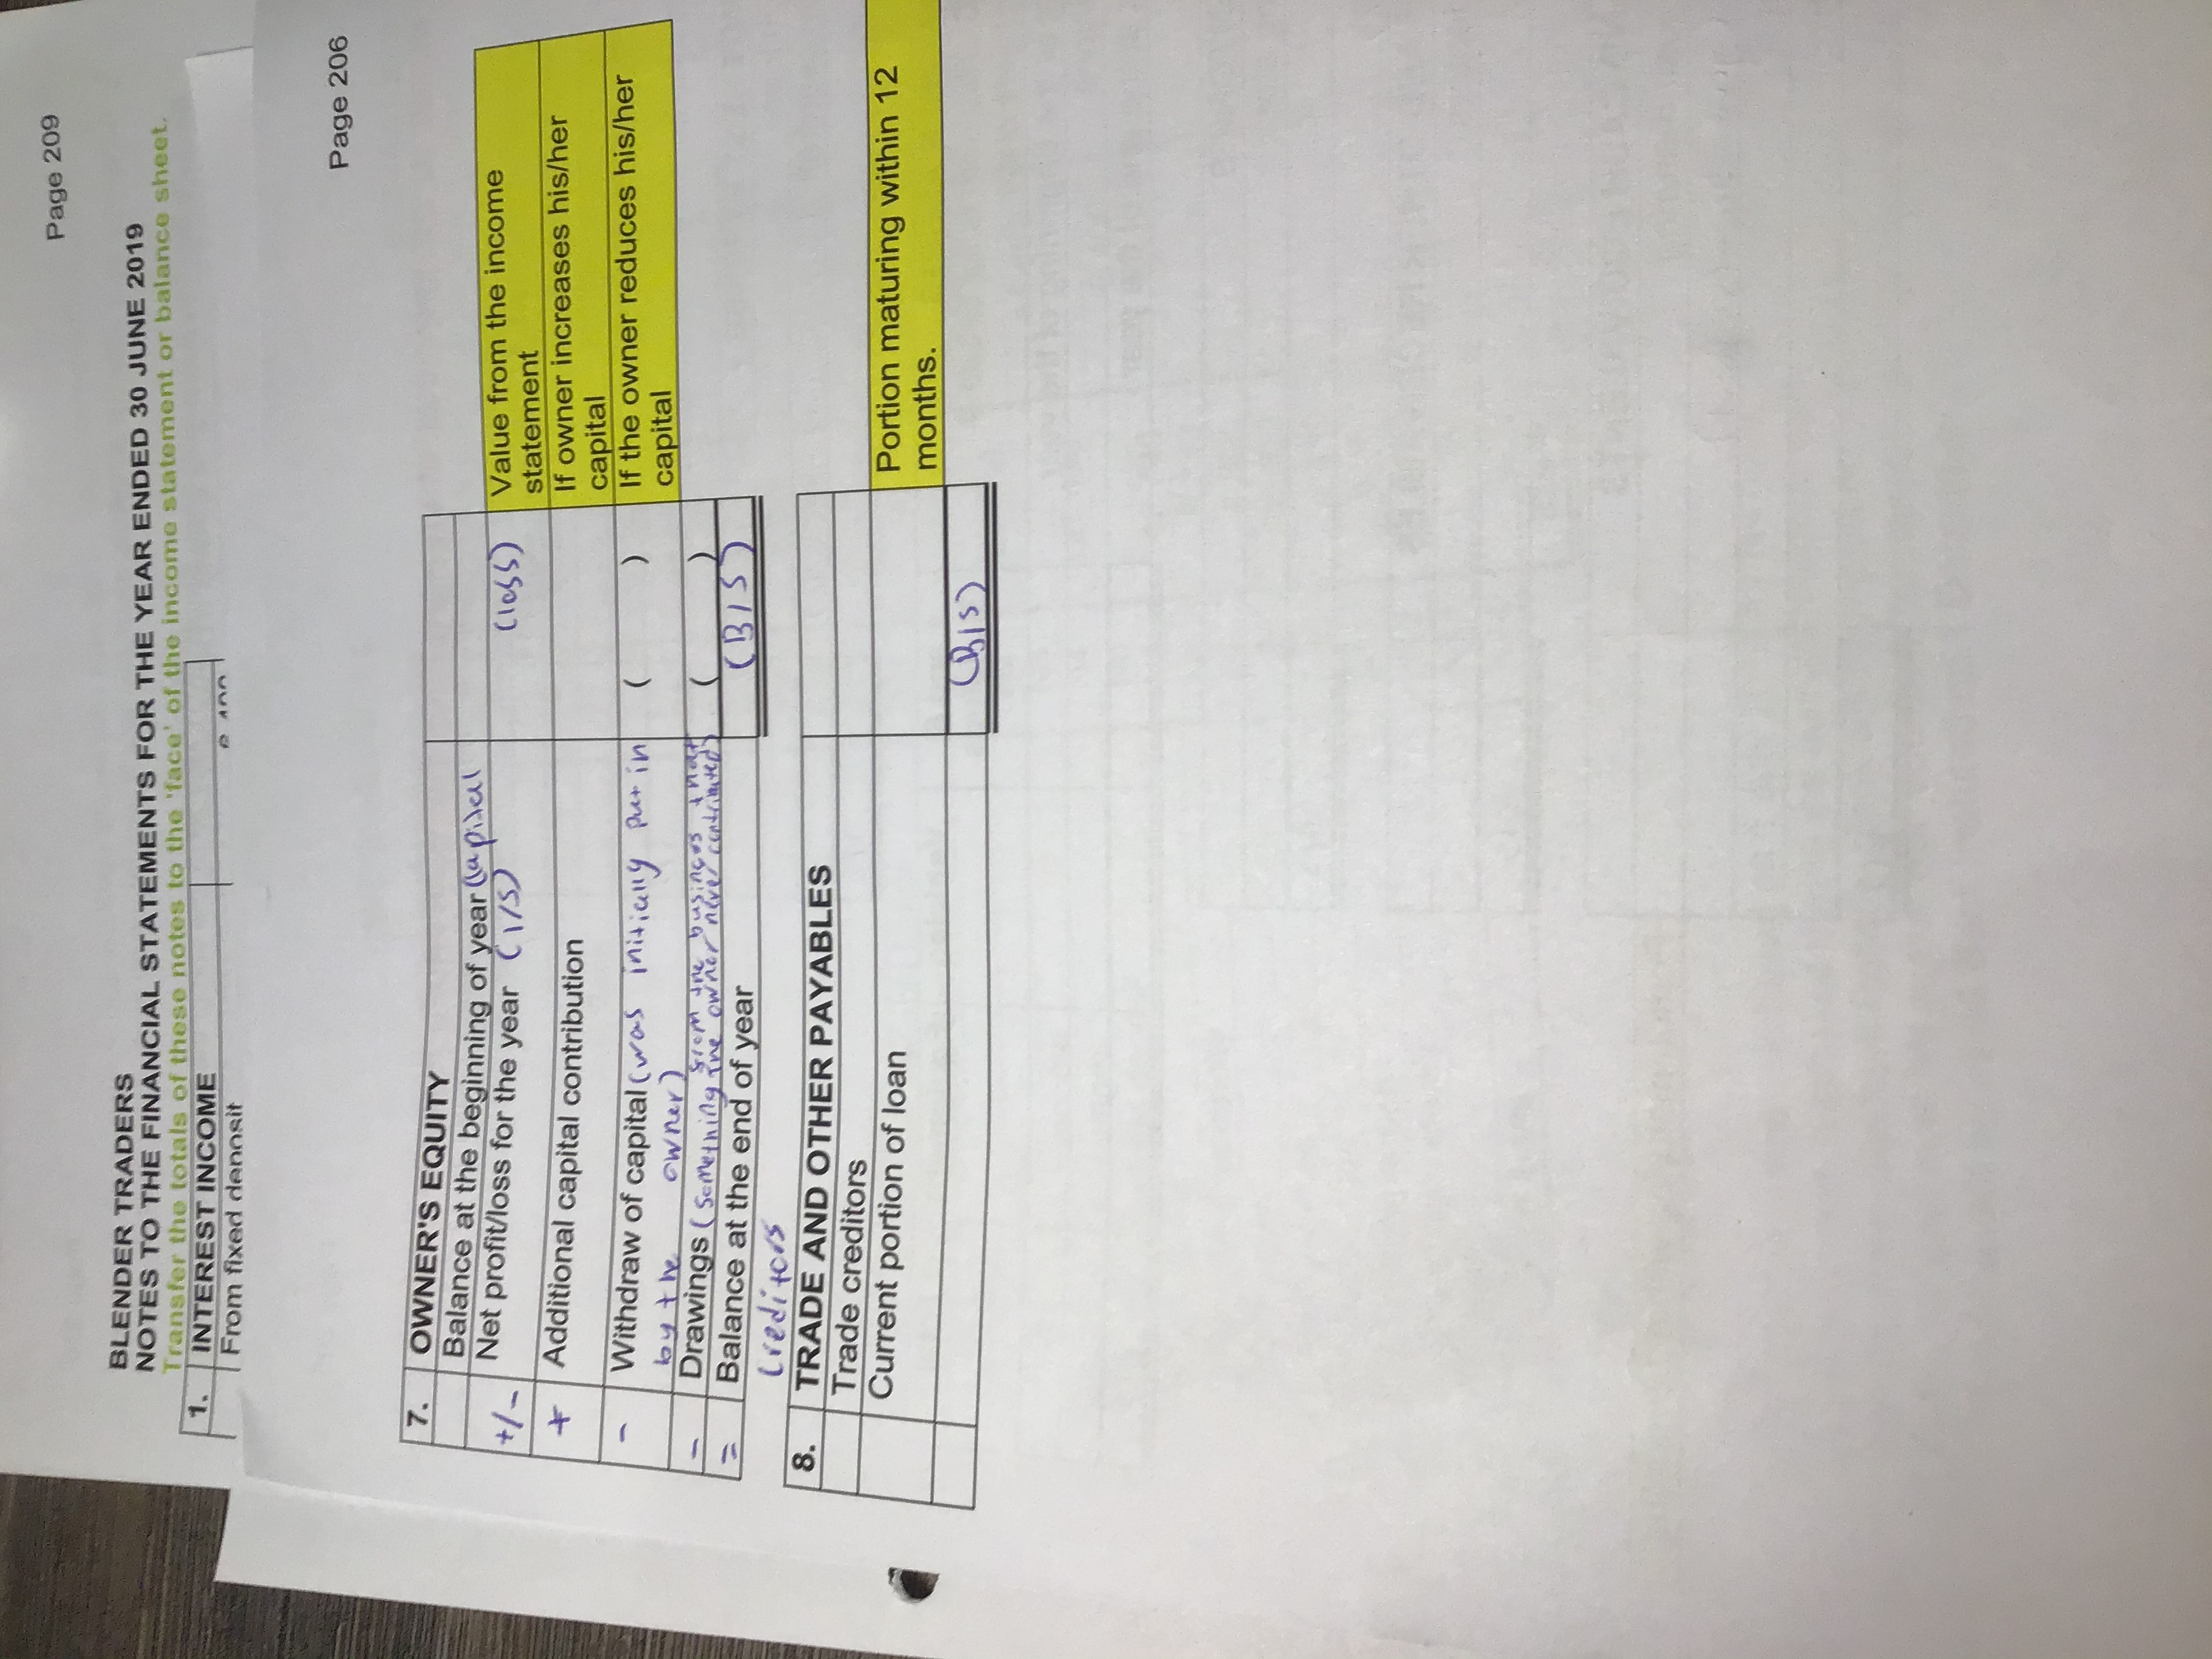 Page 209
BLENDER TRADERS
NOTES TO THE FINANCIAL STATEMENTS FOR THE YEAR ENDED 30 JUNE 2019
Transfer the totals of these notes to the 'face' of the income statement or balance sheet.
1. INTEREST INCOME
From fixed deposit
Page 206
7. OWNER'S EQUITY
Balance at the beginning of year Capital
+/- Net profit/loss for the year (I/S) (loss) Value from the income
statement
+ Additional capital contribution If owner increases his/her
capital
- Withdraw of capital (was initially put in ( ) If the owner reduces his/her
by the owner) capital
- Drawings (something from the business that
the owner never contributed) ( )
= Balance at the end of year (B/S)
Creditors
8. TRADE AND OTHER PAYABLES
Trade creditors
Current portion of loan Portion maturing within 12
months.
(B/S)